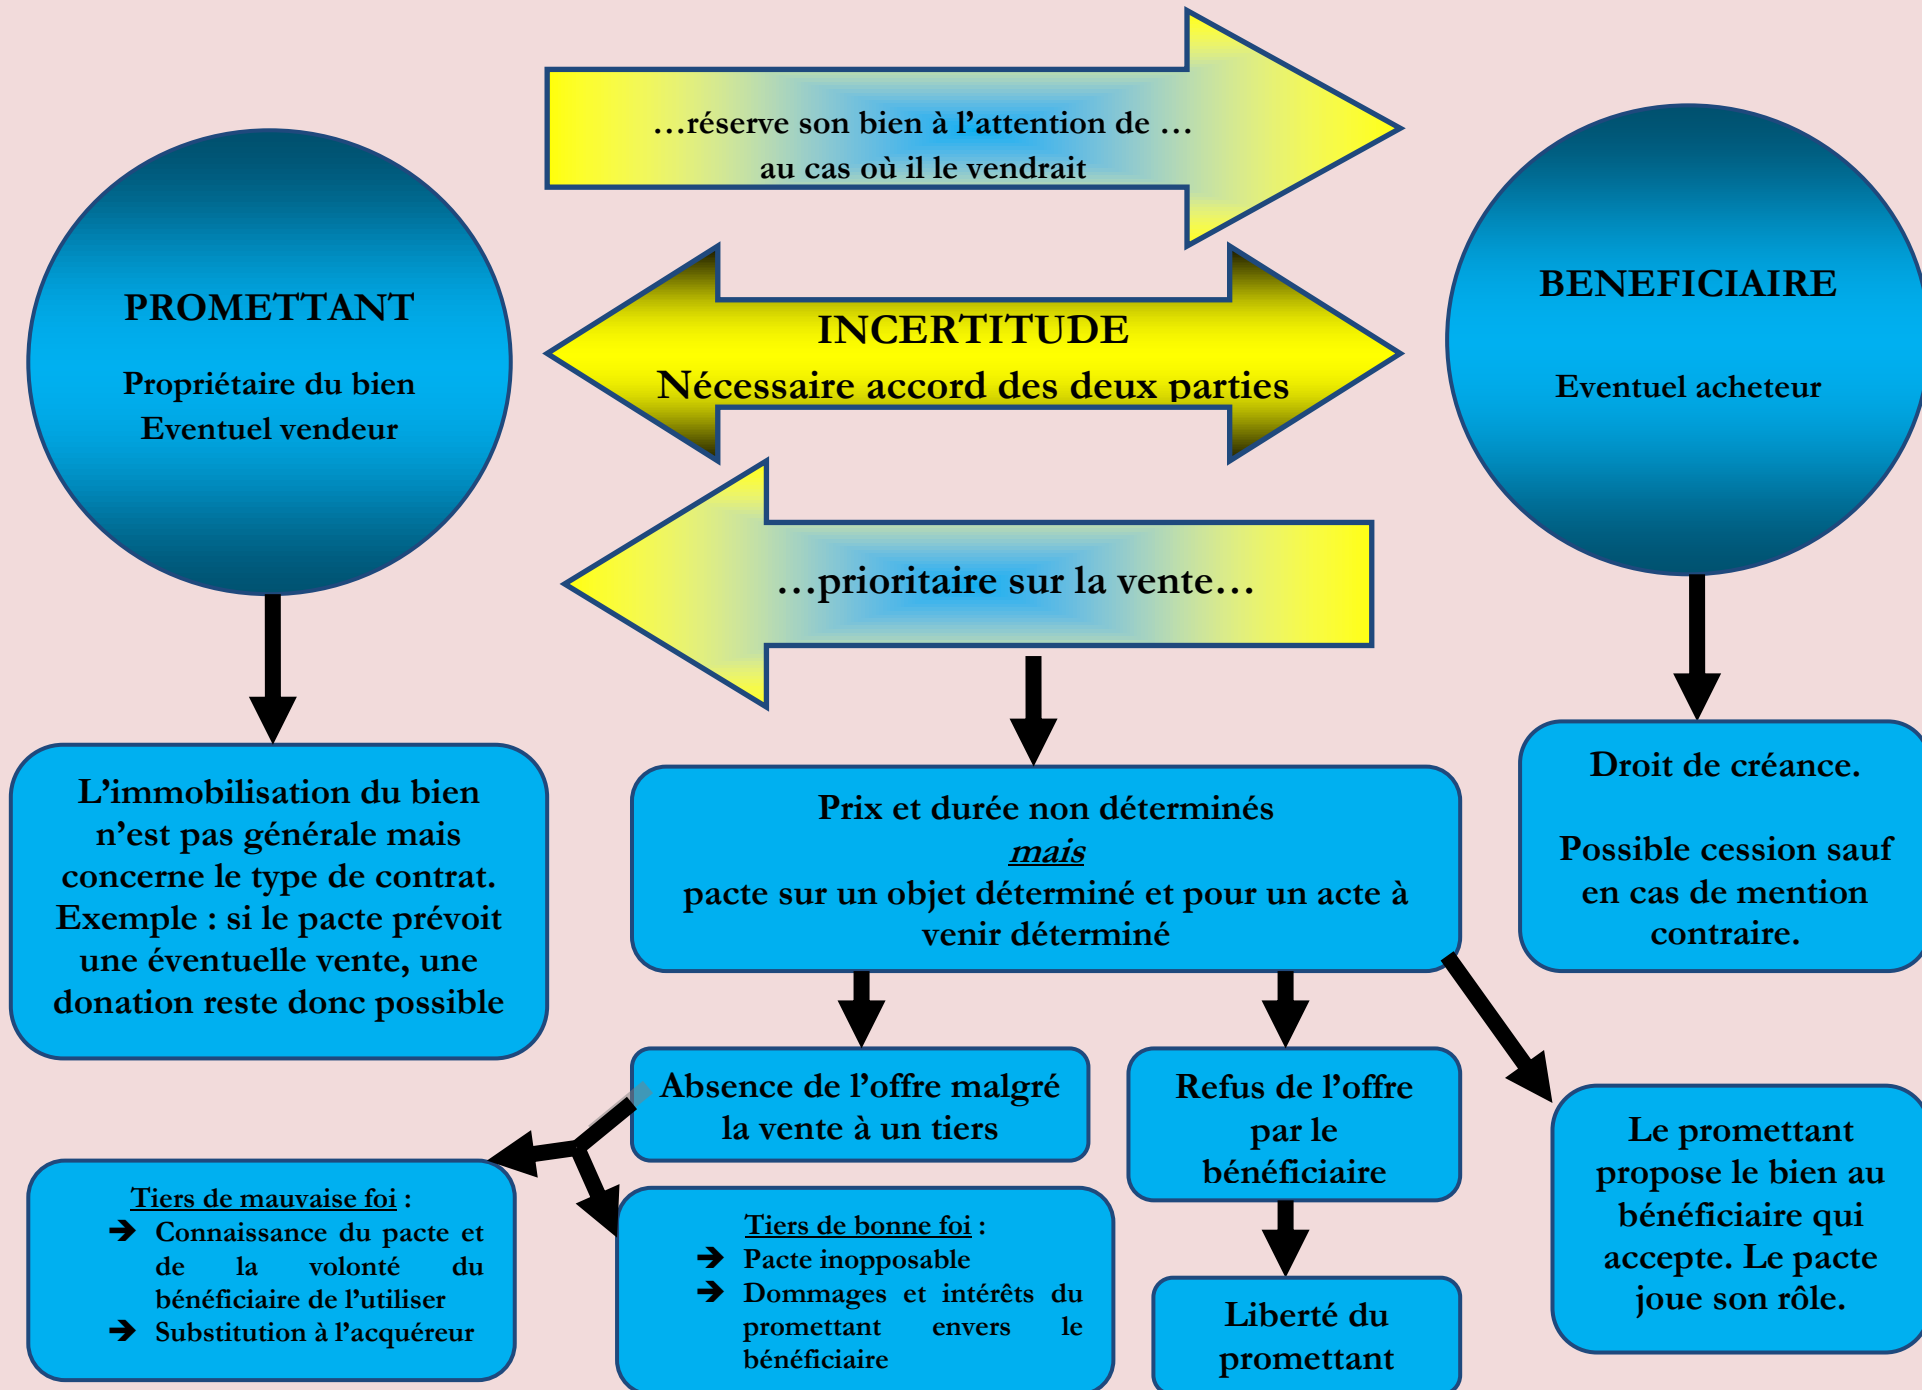 …réserve son bien à l’attention de …
au cas où il le vendrait
PROMETTANT
Propriétaire du bien
Eventuel vendeur
INCERTITUDE
Nécessaire accord des deux parties
BENEFICIAIRE
Eventuel acheteur
…prioritaire sur la vente…
L’immobilisation du bien
n’est pas générale mais
concerne le type de contrat.
Exemple : si le pacte prévoit
une éventuelle vente, une
donation reste donc possible
Prix et durée non déterminés
mais
pacte sur un objet déterminé et pour un acte à
venir déterminé
Droit de créance.
Possible cession sauf
en cas de mention
contraire.
Absence de l’offre malgré
la vente à un tiers
Refus de l’offre
par le
bénéficiaire
Le promettant
propose le bien au
bénéficiaire qui
accepte. Le pacte
joue son rôle.
Tiers de mauvaise foi :
➔ Connaissance du pacte et
de la volonté du
bénéficiaire de l’utiliser
➔ Substitution à l’acquéreur
Tiers de bonne foi :
➔ Pacte inopposable
➔ Dommages et intérêts du
promettant envers le
bénéficiaire
Liberté du
promettant